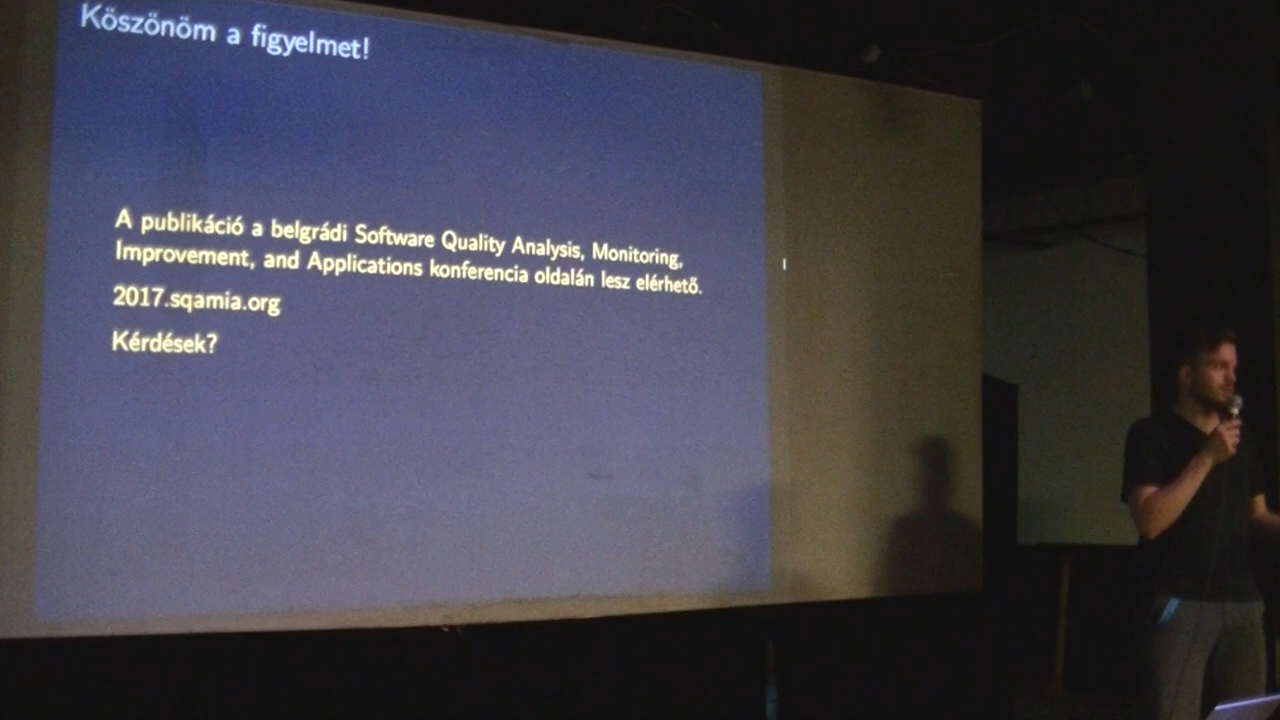 Köszönöm a figyelmet!
A publikáció a belgrádi Software Quality Analysis, Monitoring,
Improvement, and Applications konferencia oldalán lesz elérhető.
2017.sqamia.org
Kérdések?